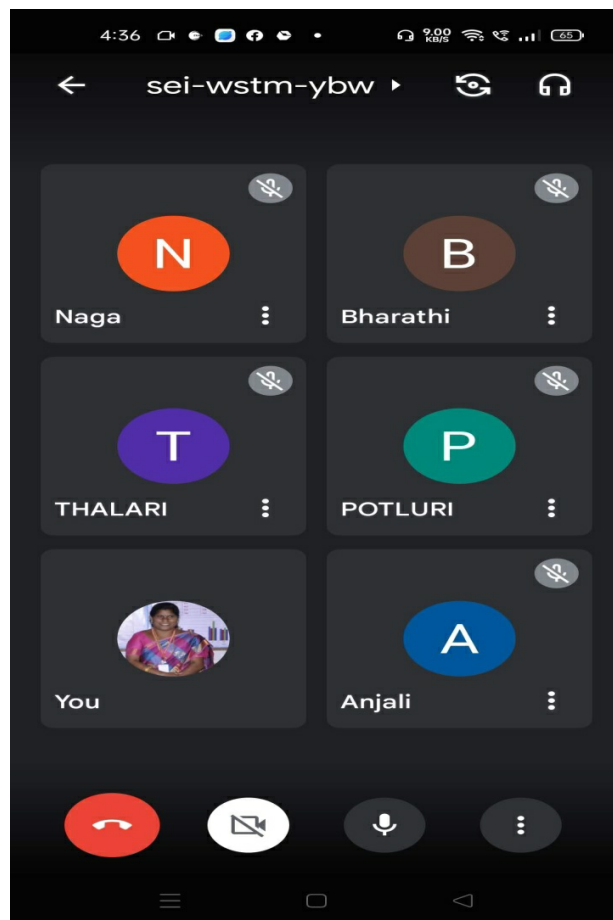 4:36 9.00 KB/S 65
sei-wstm-ybw
N B
Naga Bharathi
T P
THALARI POTLURI
A
You Anjali